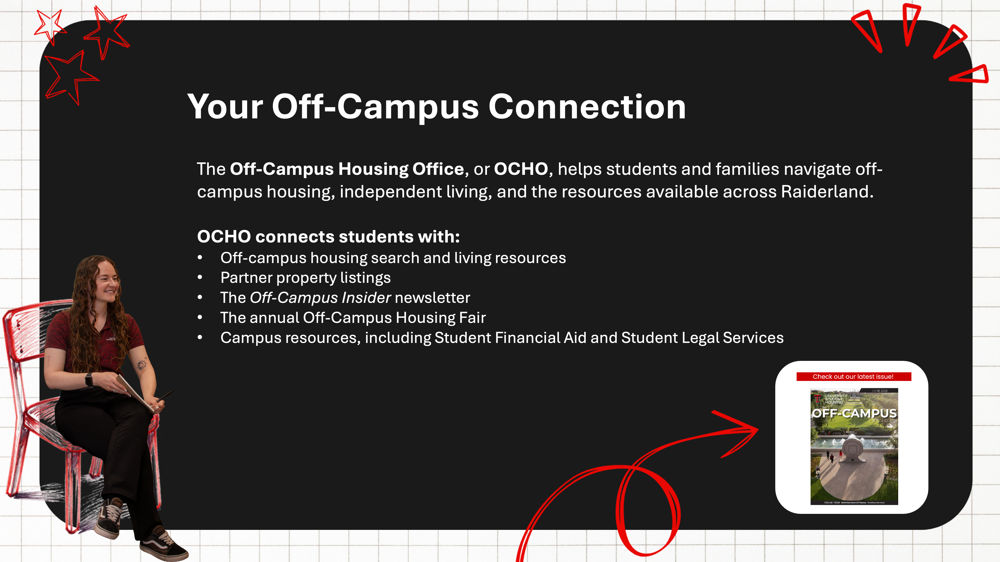 Your Off-Campus Connection
The Off-Campus Housing Office, or OCHO, helps students and families navigate off-
campus housing, independent living, and the resources available across Raiderland.
OCHO connects students with:
• Off-campus housing search and living resources
• Partner property listings
• The Off-Campus Insider newsletter
• The annual Off-Campus Housing Fair
• Campus resources, including Student Financial Aid and Student Legal Services
Check out our latest issue!
JUNE 2026
UNIVERSITY
STUDENT
HOUSING
OFF-CAMPUS
INSIDER
TEXAS TECH Administration & Finance Auxiliary Services